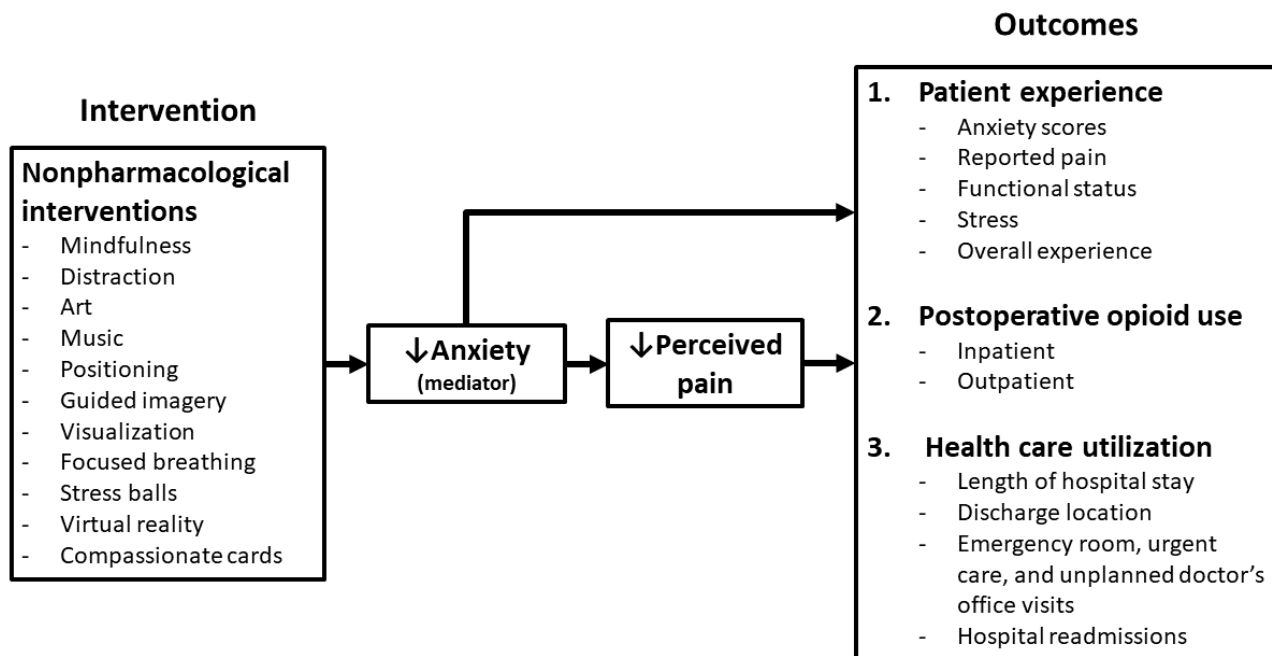 Intervention
Nonpharmacological
interventions
- Mindfulness
- Distraction
- Art
- Music
- Positioning
- Guided imagery
- Visualization
- Focused breathing
- Stress balls
- Virtual reality
- Compassionate cards
↓Anxiety
(mediator)
↓Perceived
pain
Outcomes
1. Patient experience
- Anxiety scores
- Reported pain
- Functional status
- Stress
- Overall experience
2. Postoperative opioid use
- Inpatient
- Outpatient
3. Health care utilization
- Length of hospital stay
- Discharge location
- Emergency room, urgent
care, and unplanned doctor’s
office visits
- Hospital readmissions